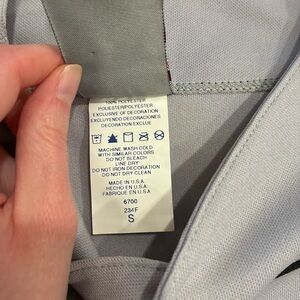 100% POLYESTER
POLIESTER/POLYESTER
EXCLUSIVE OF DECORATION
EXCLUYENDO DECORACIONES
DECORATION EXCLUE
MACHINE WASH COLD
WITH SIMILAR COLORS
DO NOT BLEACH
LINE DRY
DO NOT IRON DECORATION
DO NOT DRY CLEAN
MADE IN U.S.A.
HECHO EN U.S.A.
FABRIQUE EN U.S.A.
6700
234F
S